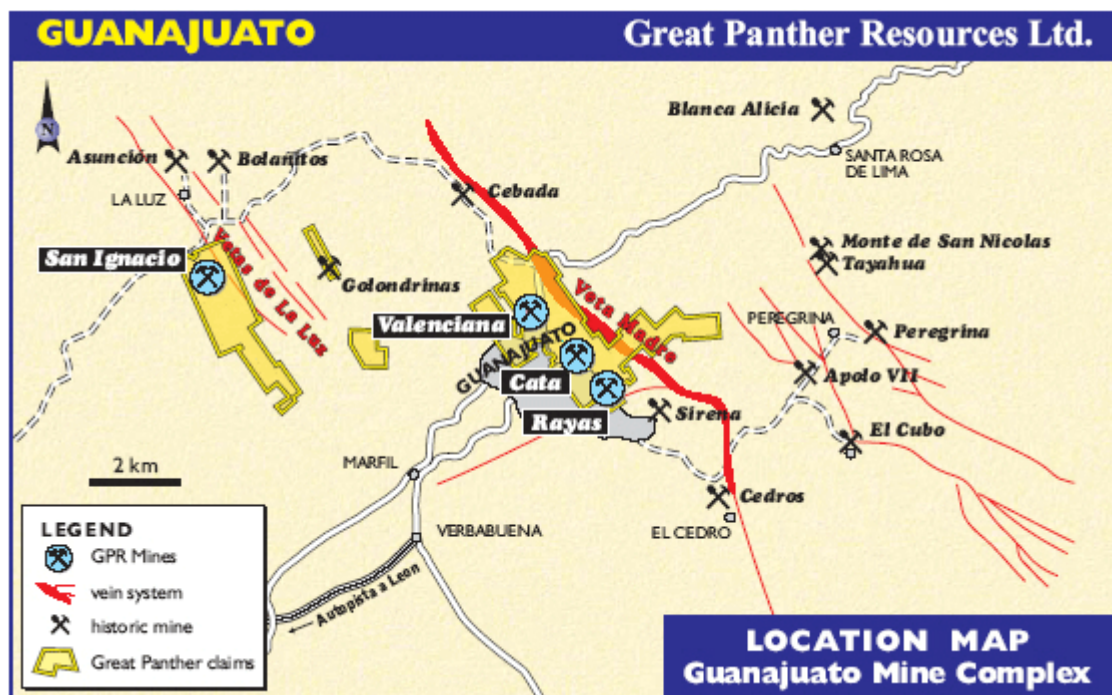 GUANAJUATO
Great Panther Resources Ltd.
N
Blanca Alicia
SANTA ROSA
DE LIMA
Asunción
Bolañitos
LA LUZ
Cebada
San Ignacio
Vetas de La Luz
Golondrinas
Monte de San Nicolas
Tayahua
Veta Madre
Valenciana
GUANAJUATO
PEREGRINA
Peregrina
Cata
Apolo VII
Rayas
Sirena
El Cubo
2 km
MARFIL
Cedros
VERBABUENA
EL CEDRO
Autopista a Leon
LEGEND
GPR Mines
vein system
historic mine
Great Panther claims
LOCATION MAP
Guanajuato Mine Complex